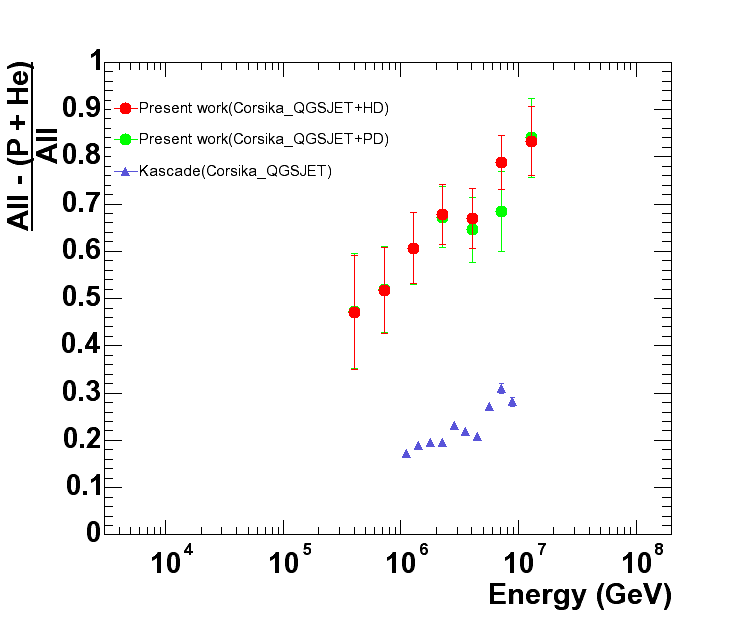 All - (P + He)
All
1
0.9
0.8
0.7
0.6
0.5
0.4
0.3
0.2
0.1
0
Present work(Corsika_QGSJET+HD)
Present work(Corsika_QGSJET+PD)
Kascade(Corsika_QGSJET)
10^4 10^5 10^6 10^7 10^8
Energy (GeV)